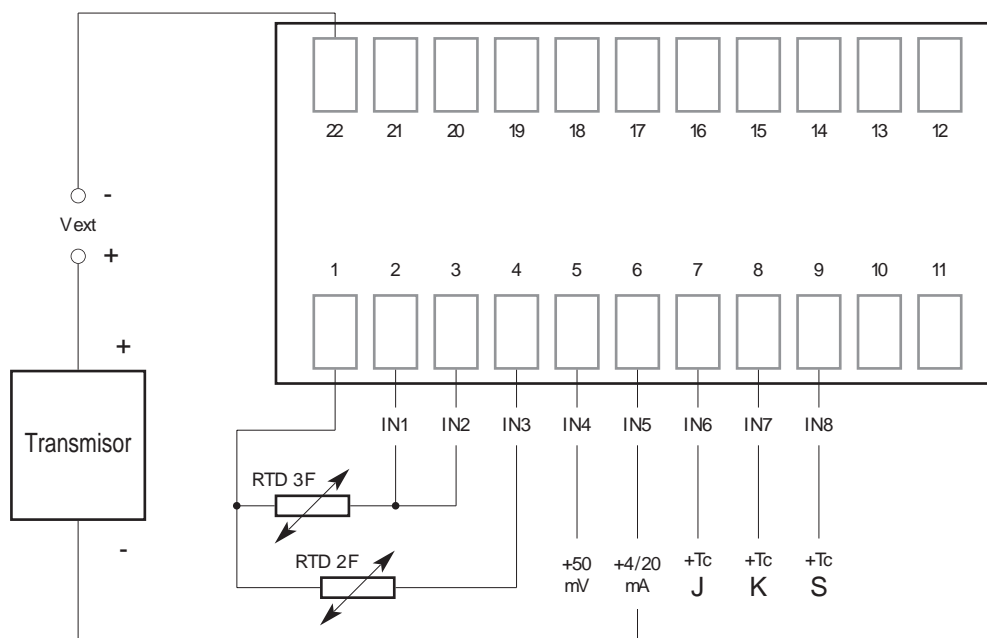 22 21 20 19 18 17 16 15 14 13 12
-
Vext
+
1 2 3 4 5 6 7 8 9 10 11
+
Transmisor
-
IN1 IN2 IN3 IN4 IN5 IN6 IN7 IN8
RTD 3F
RTD 2F
+50 +4/20 +Tc +Tc +Tc
mV mA J K S